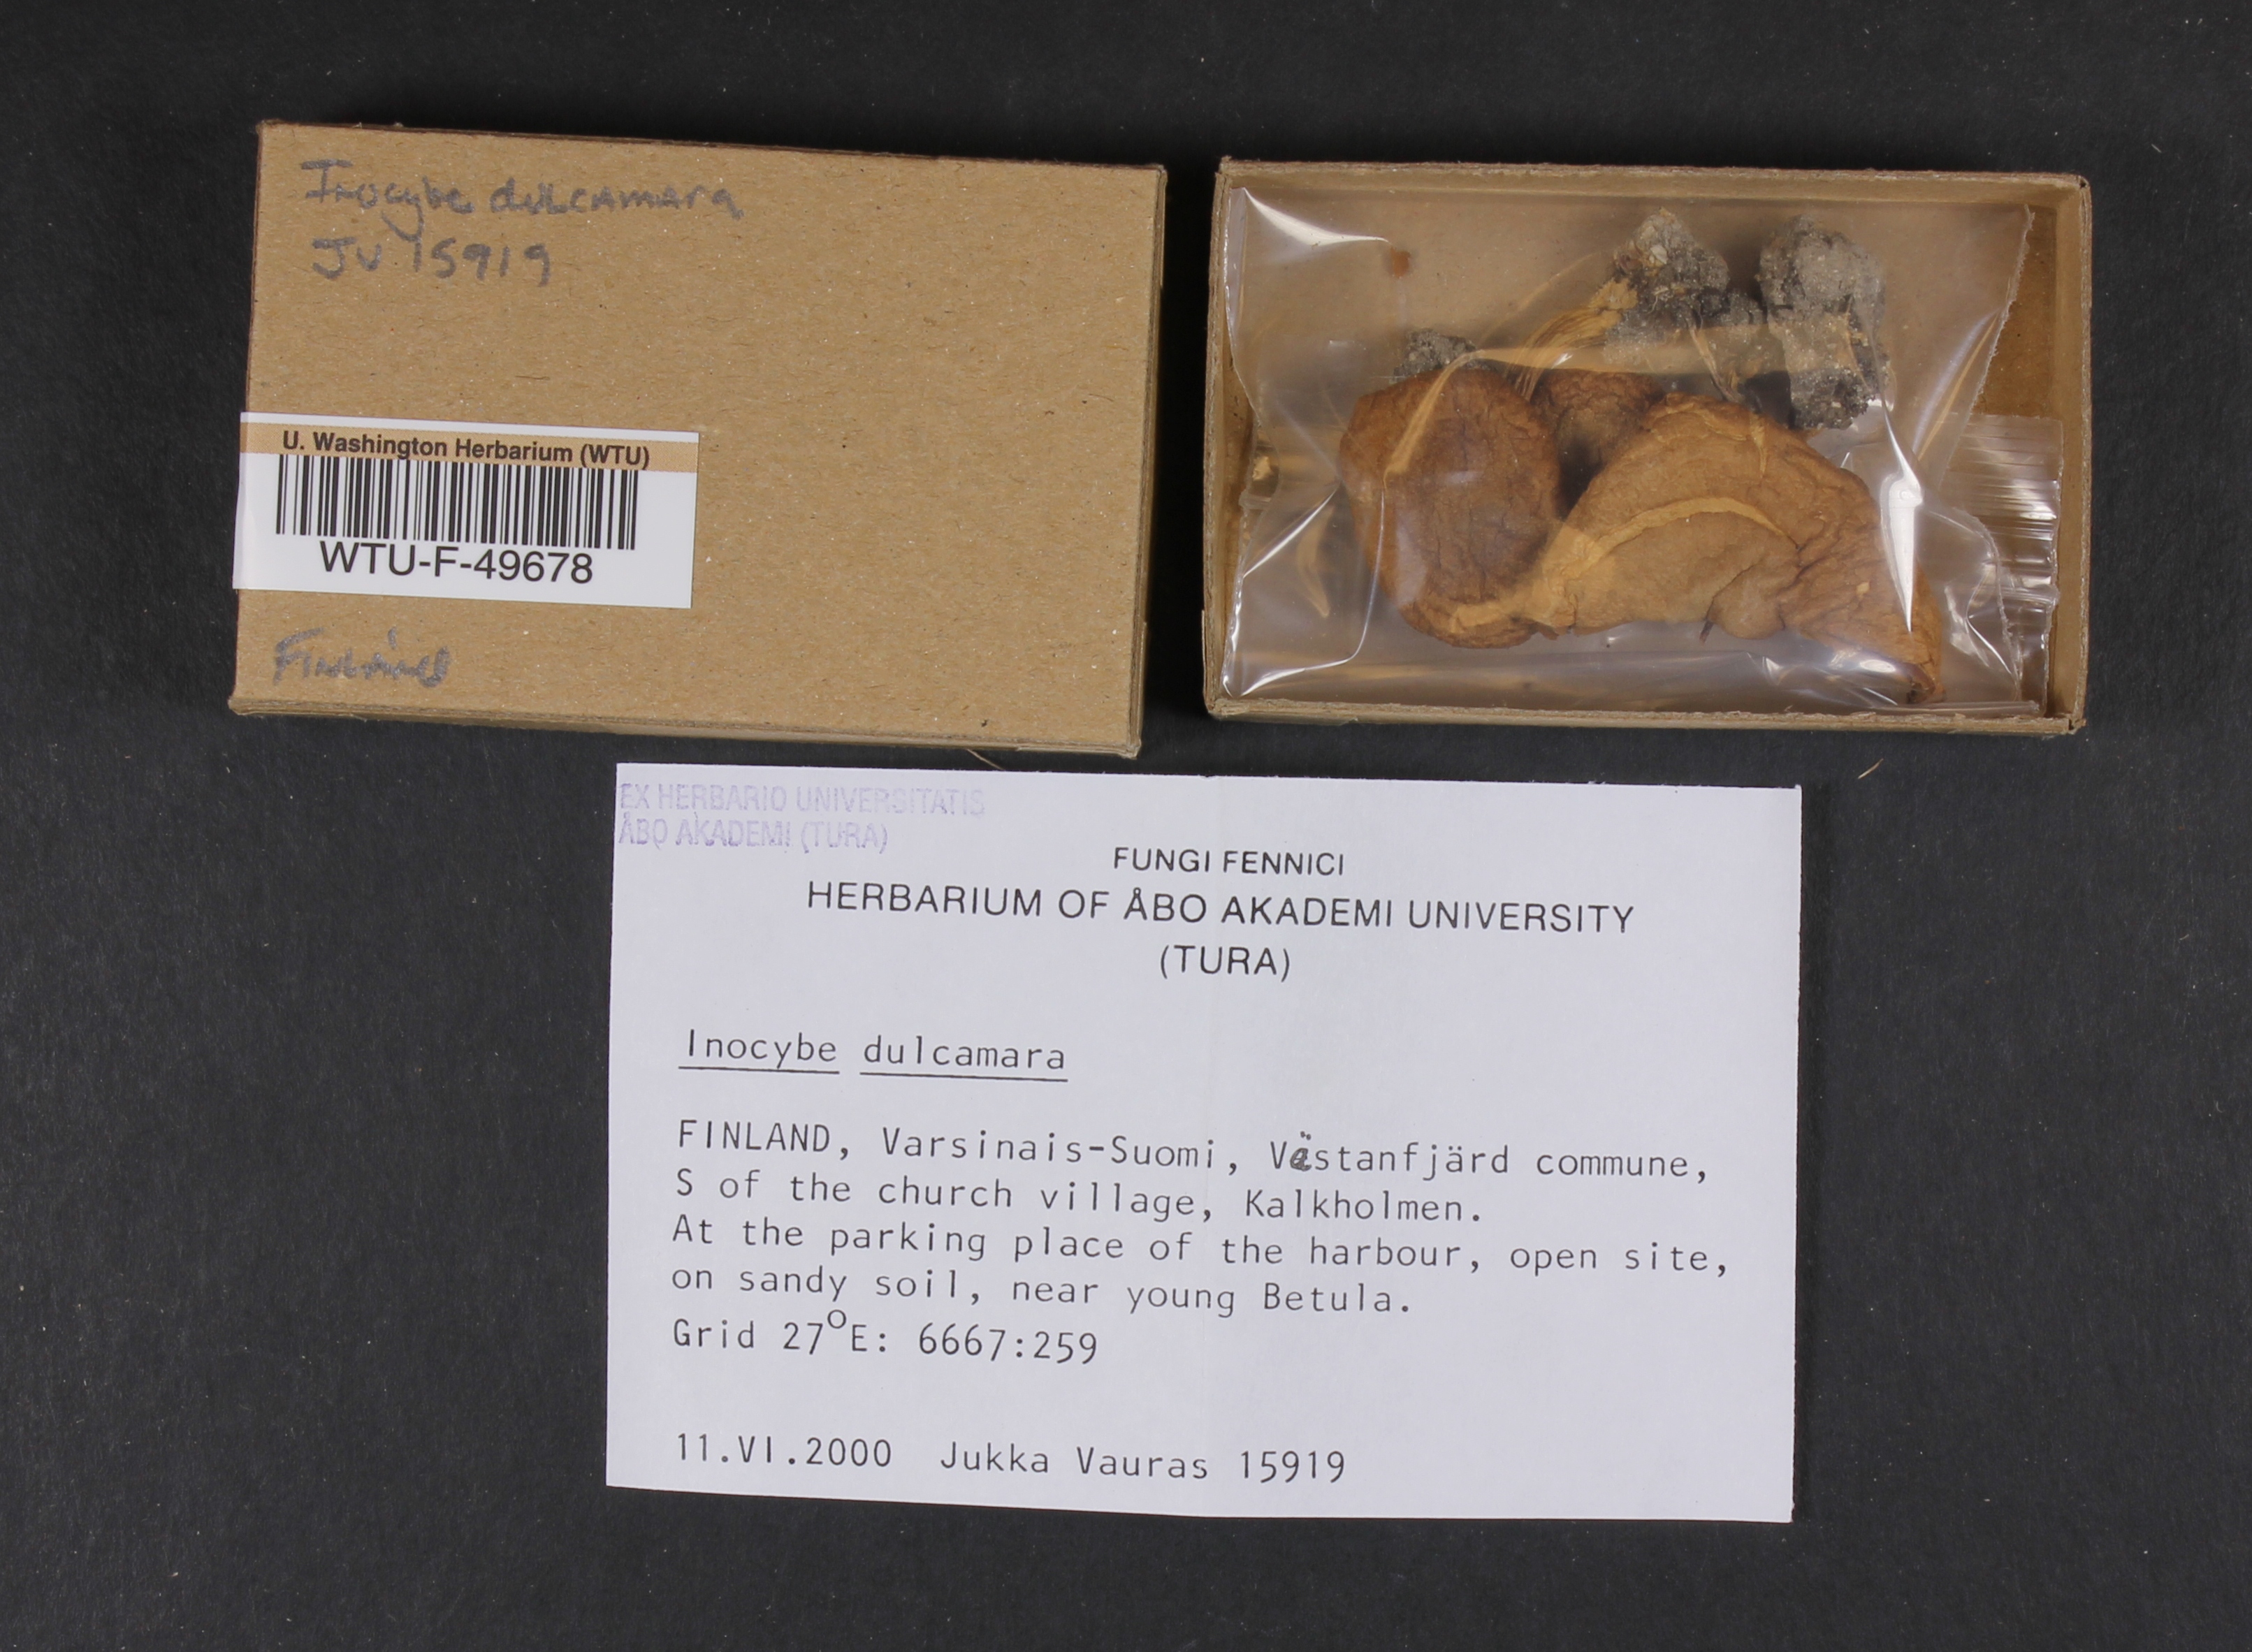 Inocybe dulcamara
JV 15919
U. Washington Herbarium (WTU)
WTU-F-49678
Finland
EX HERBARIO UNIVERSITATIS
ÅBO AKADEMI (TURA)
FUNGI FENNICI
HERBARIUM OF ÅBO AKADEMI UNIVERSITY
(TURA)
Inocybe dulcamara
FINLAND, Varsinais-Suomi, Västanfjärd commune,
S of the church village, Kalkholmen.
At the parking place of the harbour, open site,
on sandy soil, near young Betula.
Grid 27°E: 6667:259
11.VI.2000 Jukka Vauras 15919